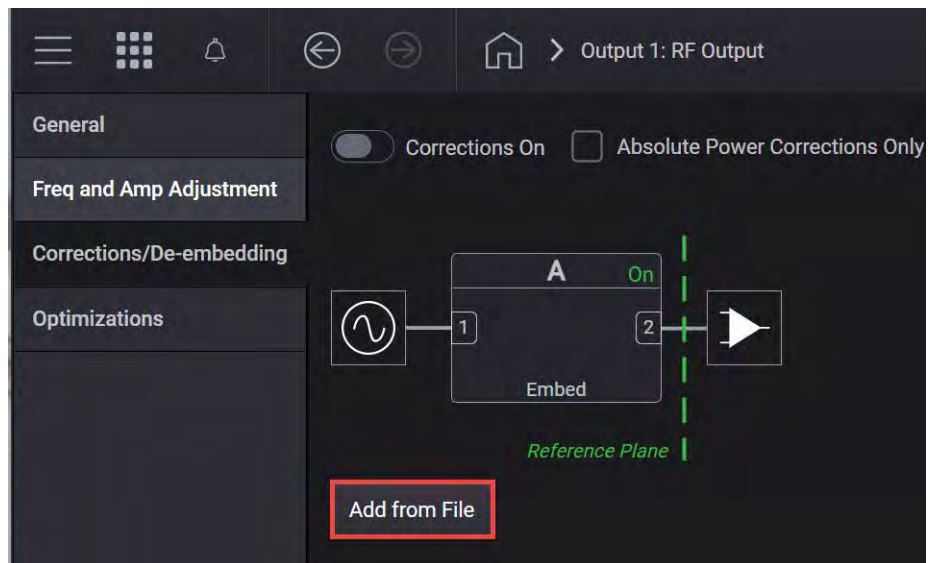 Output 1: RF Output
General
Corrections On
Absolute Power Corrections Only
Freq and Amp Adjustment
Corrections/De-embedding
Optimizations
A
On
1
2
Embed
Reference Plane
Add from File